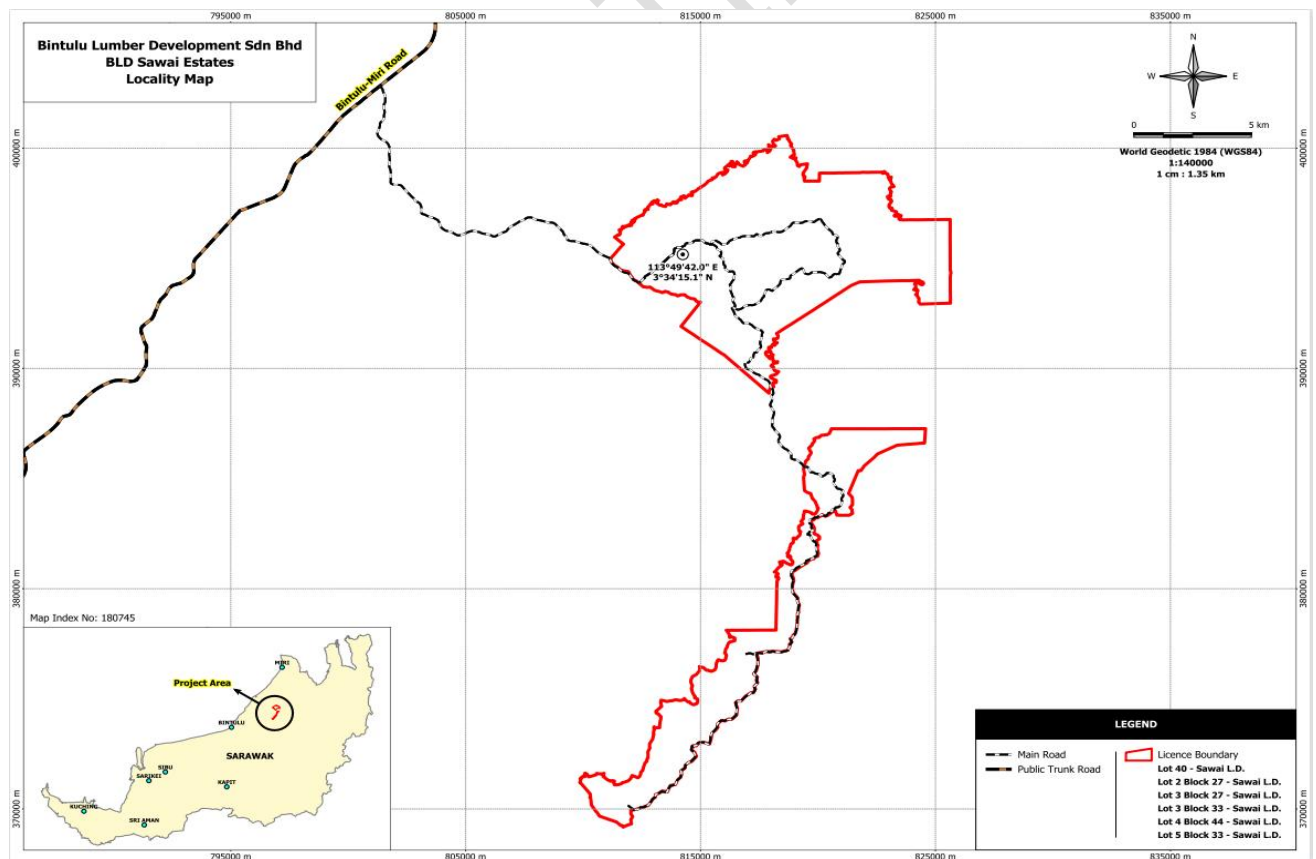 795000 m
805000 m
815000 m
825000 m
835000 m
Bintulu Lumber Development Sdn Bhd
BLD Sawai Estates
Locality Map
Bintulu-Miri Road
N
W
E
S
0
5 km
World Geodetic 1984 (WGS84)
1:140000
1 cm : 1.35 km
400000 m
400000 m
113°49'42.0" E
3°34'15.1" N
390000 m
390000 m
380000 m
380000 m
Map Index No: 180745
MIRI
Project Area
BINTULU
SARAWAK
SIBU
SARIKEI
KAPIT
KUCHING
SRI AMAN
LEGEND
Main Road
Public Trunk Road
Licence Boundary
Lot 40 - Sawai L.D.
Lot 2 Block 27 - Sawai L.D.
Lot 3 Block 27 - Sawai L.D.
Lot 3 Block 33 - Sawai L.D.
Lot 4 Block 44 - Sawai L.D.
Lot 5 Block 33 - Sawai L.D.
370000 m
370000 m
795000 m
805000 m
815000 m
825000 m
835000 m